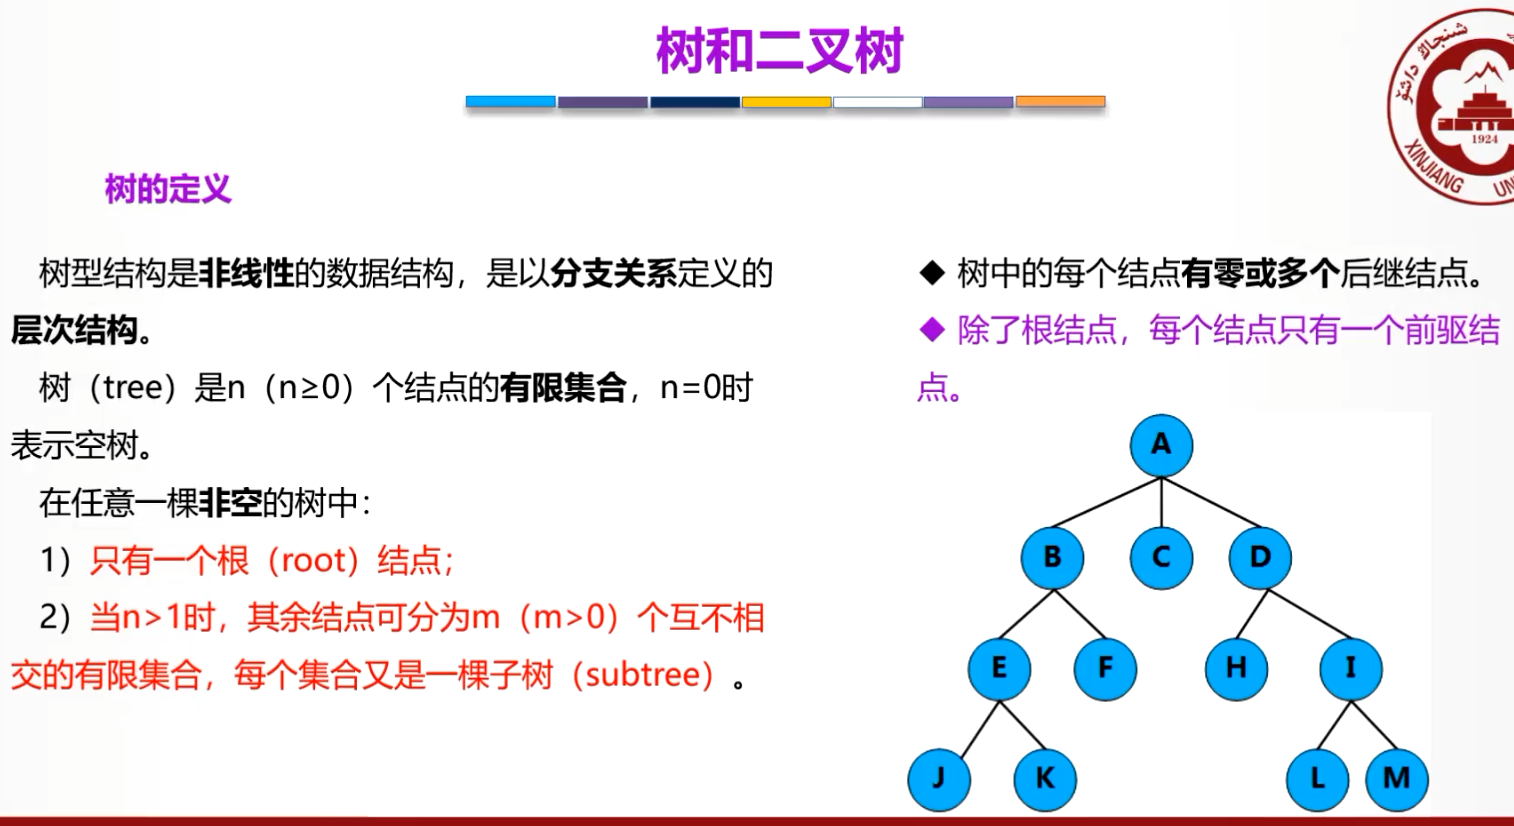 树和二叉树
شىنجاڭ داشۆ
1924
XINJIANG UN
树的定义
树型结构是非线性的数据结构，是以分支关系定义的
层次结构。
树（tree）是n（n≥0）个结点的有限集合，n=0时
表示空树。
在任意一棵非空的树中：
1）只有一个根（root）结点；
2）当n>1时，其余结点可分为m（m>0）个互不相
交的有限集合，每个集合又是一棵子树（subtree）。
◆ 树中的每个结点有零或多个后继结点。
◆ 除了根结点，每个结点只有一个前驱结
点。
A
B C D
E F H I
J K L M